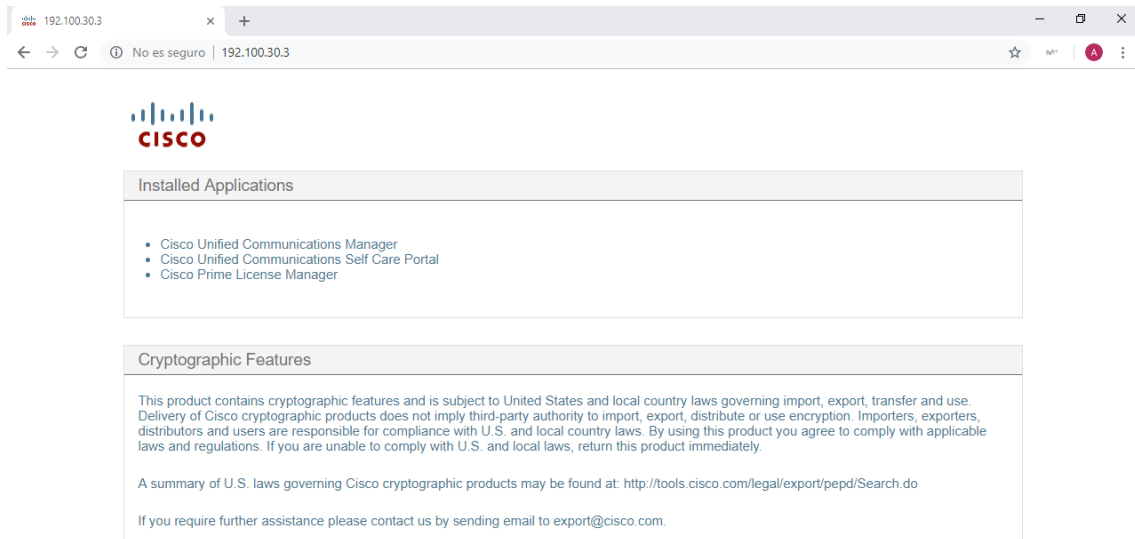 192.100.30.3
No es seguro | 192.100.30.3
A
CISCO
Installed Applications
Cisco Unified Communications Manager
Cisco Unified Communications Self Care Portal
Cisco Prime License Manager
Cryptographic Features
This product contains cryptographic features and is subject to United States and local country laws governing import, export, transfer and use.
Delivery of Cisco cryptographic products does not imply third-party authority to import, export, distribute or use encryption. Importers, exporters,
distributors and users are responsible for compliance with U.S. and local country laws. By using this product you agree to comply with applicable
laws and regulations. If you are unable to comply with U.S. and local laws, return this product immediately.
A summary of U.S. laws governing Cisco cryptographic products may be found at: http://tools.cisco.com/legal/export/pepd/Search.do
If you require further assistance please contact us by sending email to export@cisco.com.